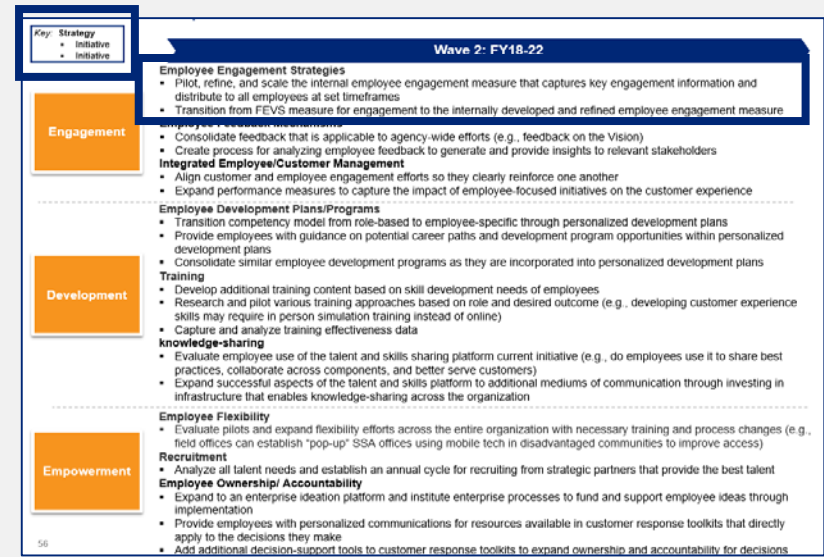 Key: Strategy
▪ Initiative
▪ Initiative
Wave 2: FY18-22
Engagement
Employee Engagement Strategies
▪ Pilot, refine, and scale the internal employee engagement measure that captures key engagement information and
distribute to all employees at set timeframes
▪ Transition from FEVS measure for engagement to the internally developed and refined employee engagement measure
Employee Feedback Mechanisms
▪ Consolidate feedback that is applicable to agency-wide efforts (e.g., feedback on the Vision)
▪ Create process for analyzing employee feedback to generate and provide insights to relevant stakeholders
Integrated Employee/Customer Management
▪ Align customer and employee engagement efforts so they clearly reinforce one another
▪ Expand performance measures to capture the impact of employee-focused initiatives on the customer experience
Development
Employee Development Plans/Programs
▪ Transition competency model from role-based to employee-specific through personalized development plans
▪ Provide employees with guidance on potential career paths and development program opportunities within personalized
development plans
▪ Consolidate similar employee development programs as they are incorporated into personalized development plans
Training
▪ Develop additional training content based on skill development needs of employees
▪ Research and pilot various training approaches based on role and desired outcome (e.g., developing customer experience
skills may require in person simulation training instead of online)
▪ Capture and analyze training effectiveness data
knowledge-sharing
▪ Evaluate employee use of the talent and skills sharing platform current initiative (e.g., do employees use it to share best
practices, collaborate across components, and better serve customers)
▪ Expand successful aspects of the talent and skills platform to additional mediums of communication through investing in
infrastructure that enables knowledge-sharing across the organization
Empowerment
Employee Flexibility
▪ Evaluate pilots and expand flexibility efforts across the entire organization with necessary training and process changes (e.g.,
field offices can establish "pop-up" SSA offices using mobile tech in disadvantaged communities to improve access)
Recruitment
▪ Analyze all talent needs and establish an annual cycle for recruiting from strategic partners that provide the best talent
Employee Ownership/ Accountability
▪ Expand to an enterprise ideation platform and institute enterprise processes to fund and support employee ideas through
implementation
▪ Provide employees with personalized communications for resources available in customer response toolkits that directly
apply to the decisions they make
▪ Add additional decision-support tools to customer response toolkits to expand ownership and accountability for decisions
56